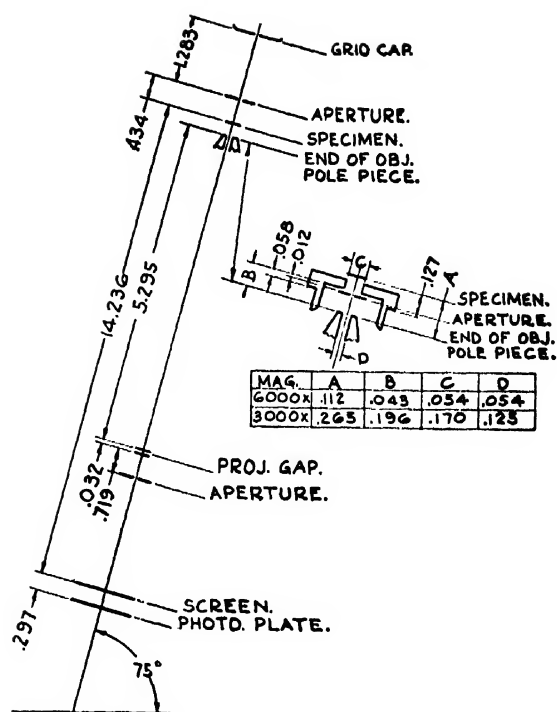 GRID CAP.
1.283
APERTURE.
.434
SPECIMEN.
END OF OBJ.
POLE PIECE.
14.236
5.295
.058
.012
B
C
.127
A
SPECIMEN.
APERTURE.
END OF OBJ.
POLE PIECE.
D
MAG. A B C D
6000X .112 .043 .054 .054
3000X .265 .196 .170 .125
PROJ. GAP.
.032
.719
APERTURE.
SCREEN.
PHOTO. PLATE.
.297
75°